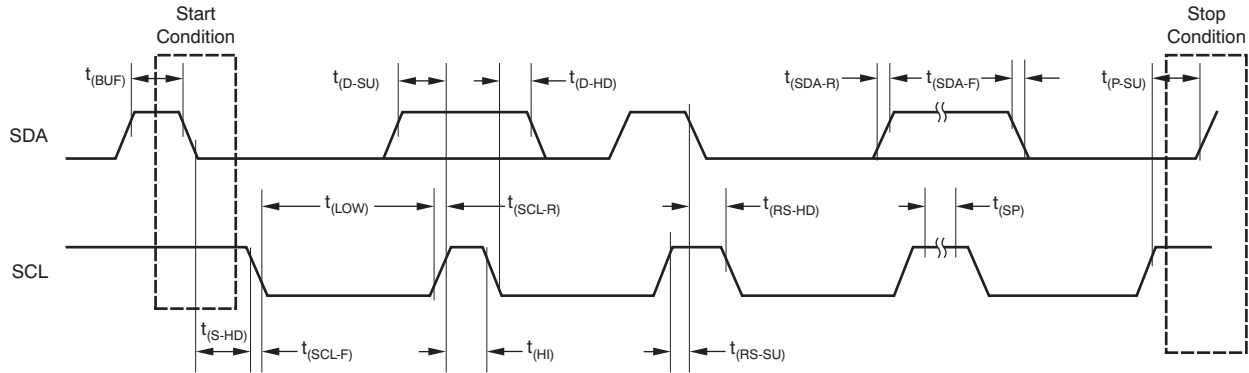 Start
Condition
Stop
Condition
t(BUF)
t(D-SU)
t(D-HD)
t(SDA-R)
t(SDA-F)
t(P-SU)
SDA
t(LOW)
t(SCL-R)
t(RS-HD)
t(SP)
SCL
t(S-HD)
t(SCL-F)
t(HI)
t(RS-SU)